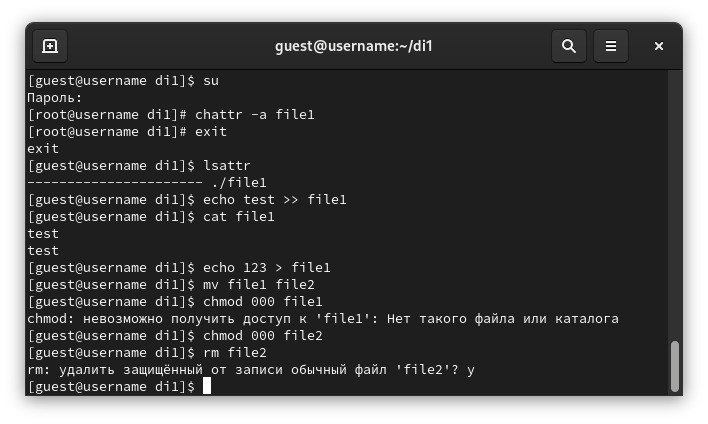 guest@username:~/di1
[guest@username di1]$ su
Пароль:
[root@username di1]# chattr -a file1
[root@username di1]# exit
exit
[guest@username di1]$ lsattr
---------------------- ./file1
[guest@username di1]$ echo test >> file1
[guest@username di1]$ cat file1
test
test
[guest@username di1]$ echo 123 > file1
[guest@username di1]$ mv file1 file2
[guest@username di1]$ chmod 000 file1
chmod: невозможно получить доступ к 'file1': Нет такого файла или каталога
[guest@username di1]$ chmod 000 file2
[guest@username di1]$ rm file2
rm: удалить защищённый от записи обычный файл 'file2'? y
[guest@username di1]$